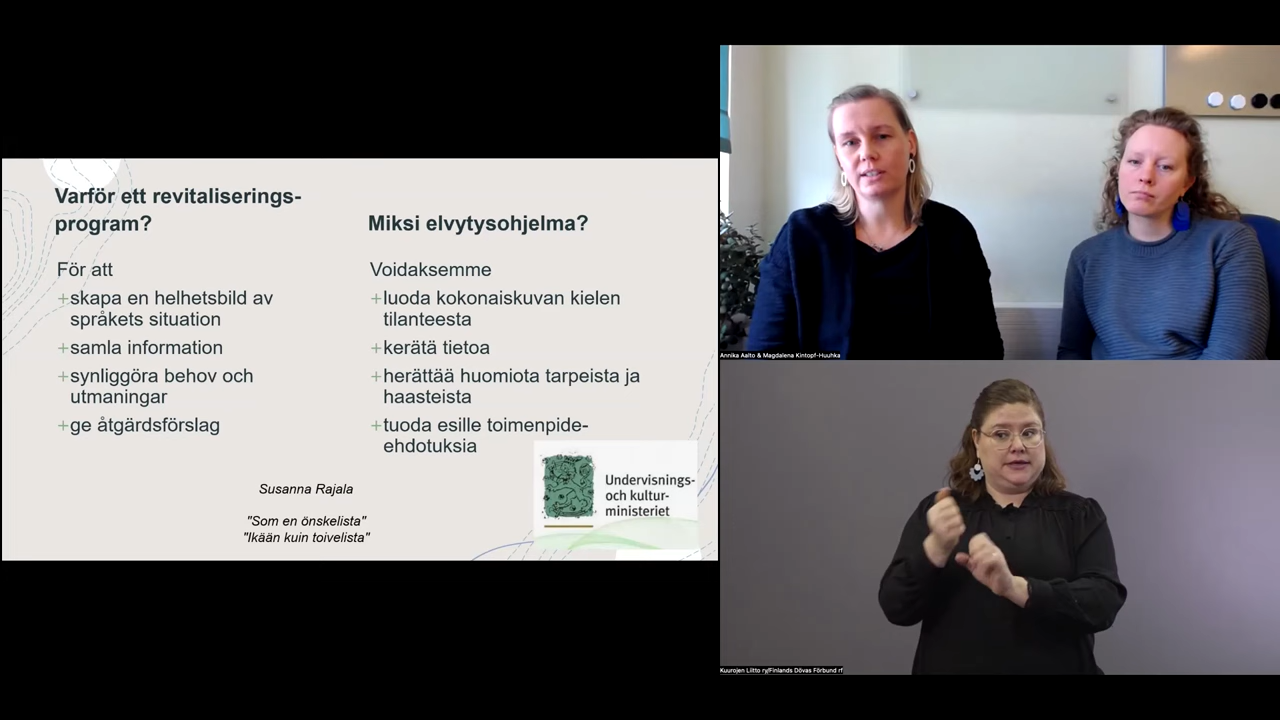 Varför ett revitaliserings-
program?
För att
+skapa en helhetsbild av
språkets situation
+samla information
+synliggöra behov och
utmaningar
+ge åtgärdsförslag
Miksi elvytysohjelma?
Voidaksemme
+luoda kokonaiskuvan kielen
tilanteesta
+kerätä tietoa
+herättää huomiota tarpeista ja
haasteista
+tuoda esille toimenpide-
ehdotuksia
Susanna Rajala
"Som en önskelista"
"Ikään kuin toivelista"
Undervisnings-
och kultur-
ministeriet
Annika Aalto & Magdalena Kintopf-Huuhka
Kuurojen Liitto ry/Finlands Dövas Förbund rf